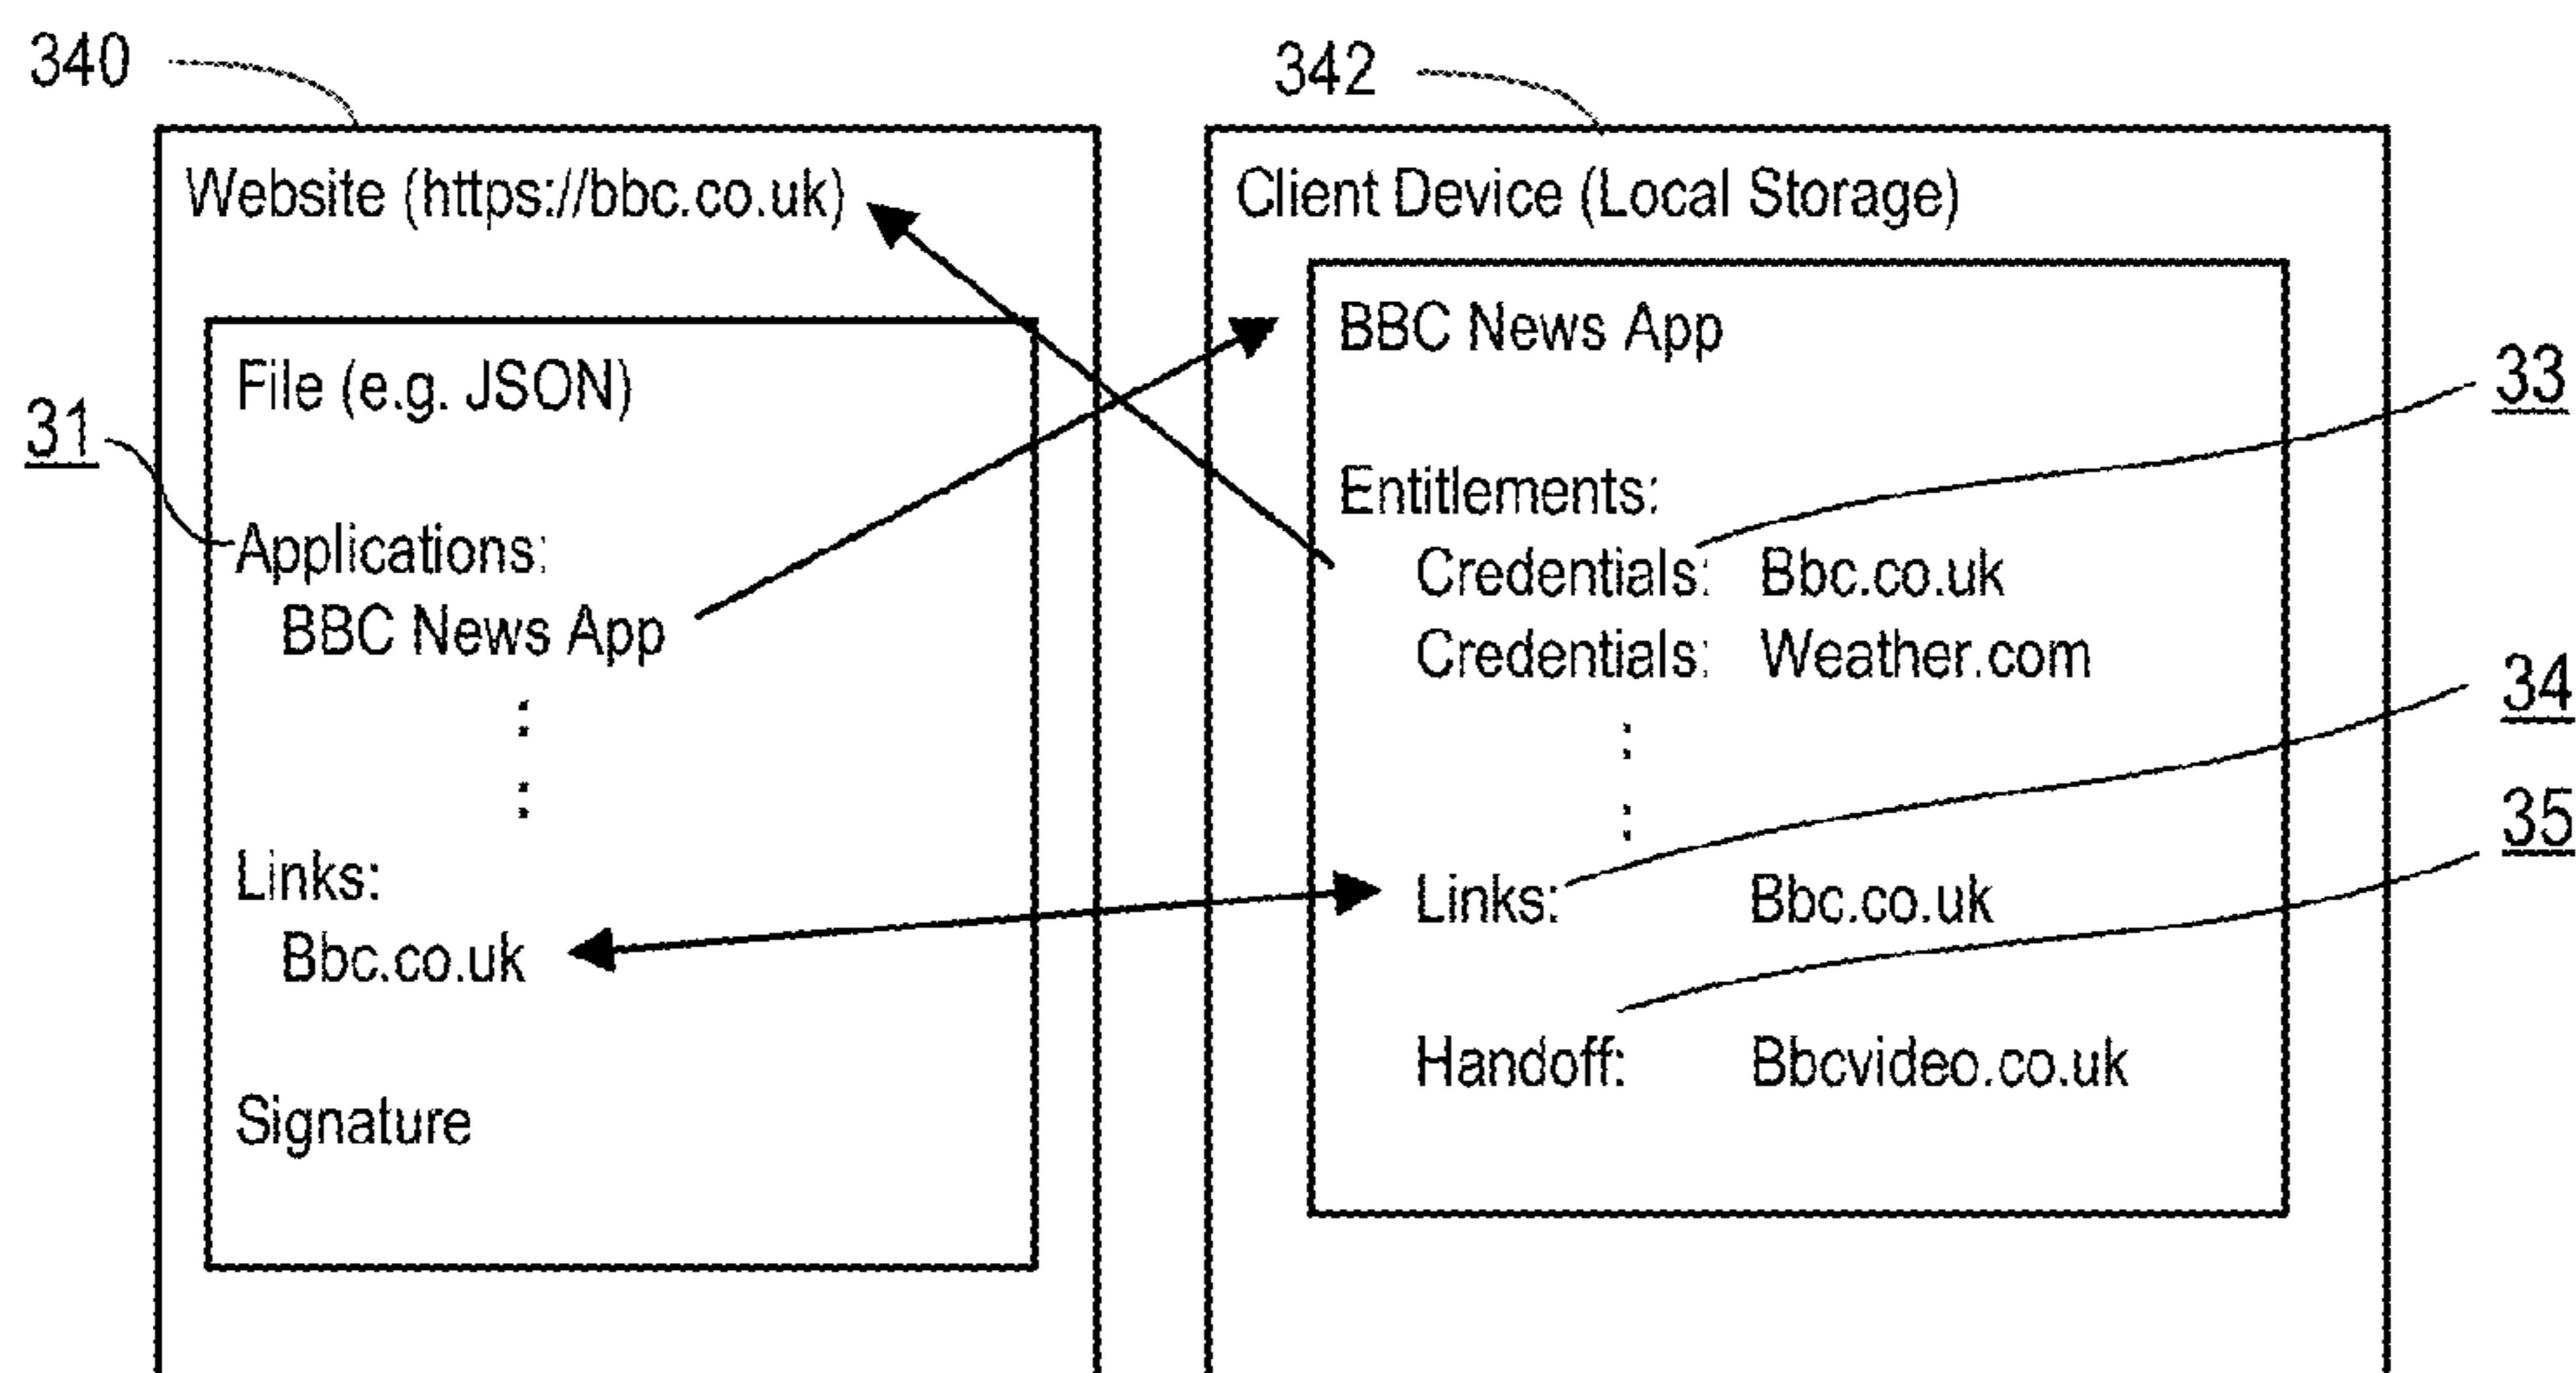 340
342
Website (https://bbc.co.uk)
File (e.g. JSON)
31
Applications:
BBC News App
Links:
Bbc.co.uk
Signature
Client Device (Local Storage)
BBC News App
33
Entitlements:
Credentials: Bbc.co.uk
Credentials: Weather.com
34
35
Links: Bbc.co.uk
Handoff: Bbcvideo.co.uk